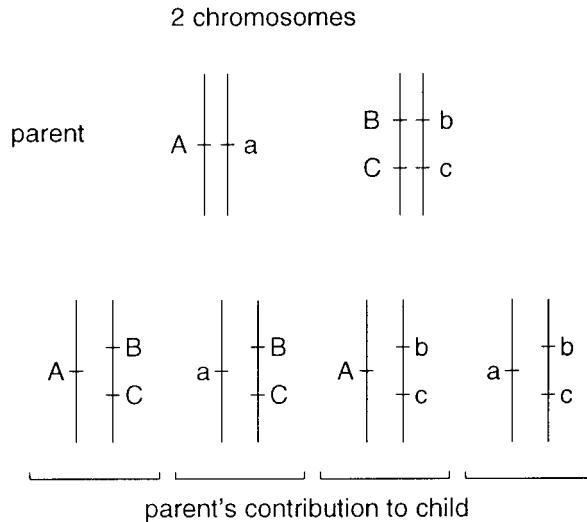 2 chromosomes
parent
A a B b
C c
A B C a B C A b c a b c
parent's contribution to child